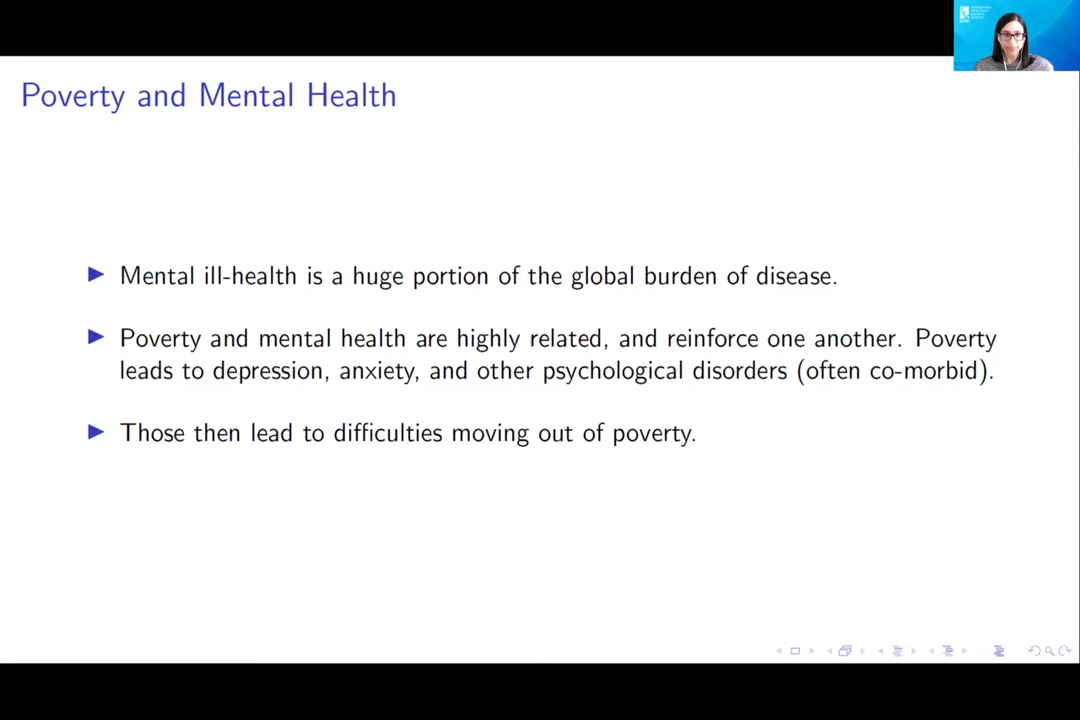 Poverty and Mental Health
Mental ill-health is a huge portion of the global burden of disease.
Poverty and mental health are highly related, and reinforce one another. Poverty
leads to depression, anxiety, and other psychological disorders (often co-morbid).
Those then lead to difficulties moving out of poverty.